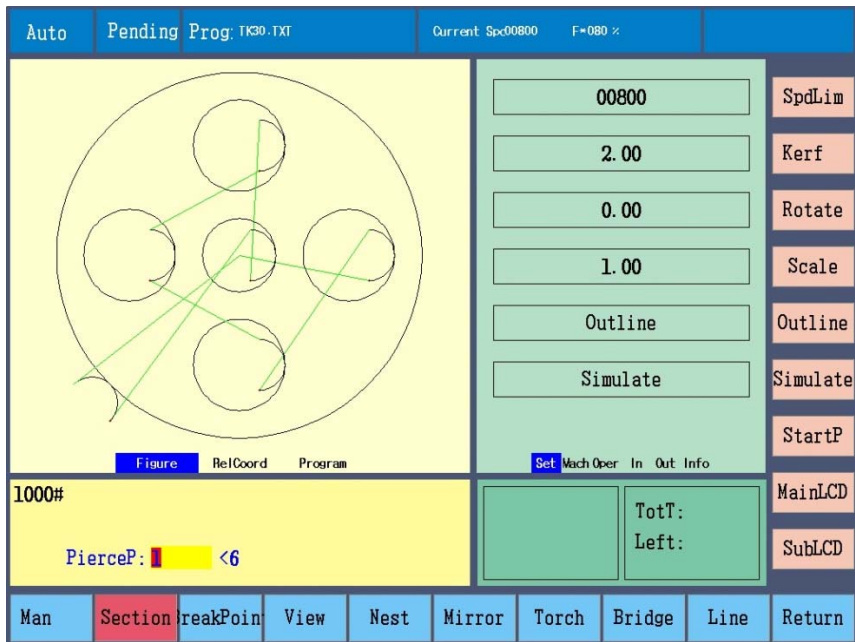 Auto Pending Prog: TK30.TXT Current Spc00800 F=080 %
00800 SpdLim
2.00 Kerf
0.00 Rotate
1.00 Scale
Outline Outline
Simulate Simulate
StartP
Figure RelCoord Program Set Mach Oper In Out Info
1000# MainLCD
TotT:
PierceP: 1 <6 Left: SubLCD
Man Section reakPoin View Nest Mirror Torch Bridge Line Return